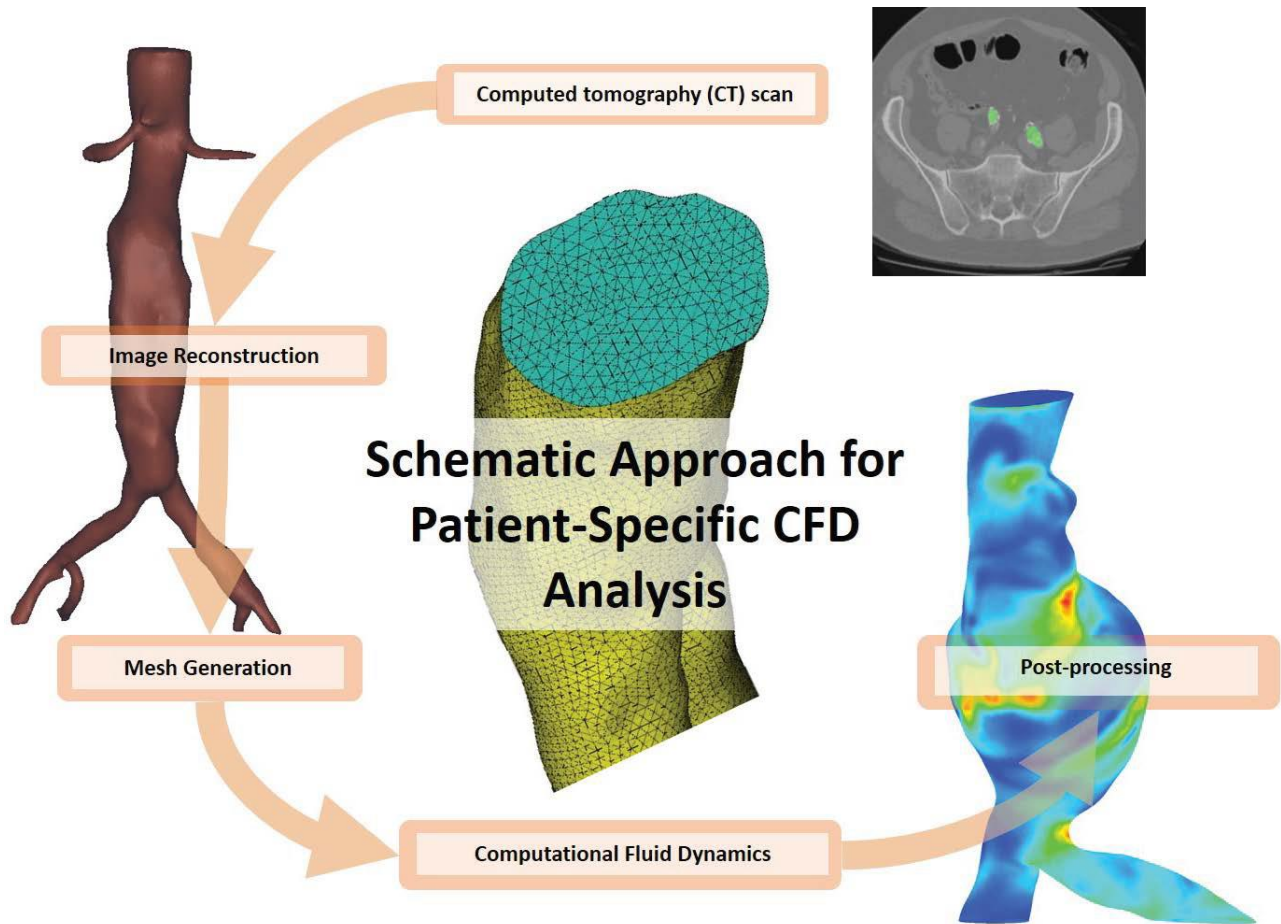 Computed tomography (CT) scan
Image Reconstruction
Schematic Approach for
Patient-Specific CFD
Analysis
Mesh Generation
Post-processing
Computational Fluid Dynamics